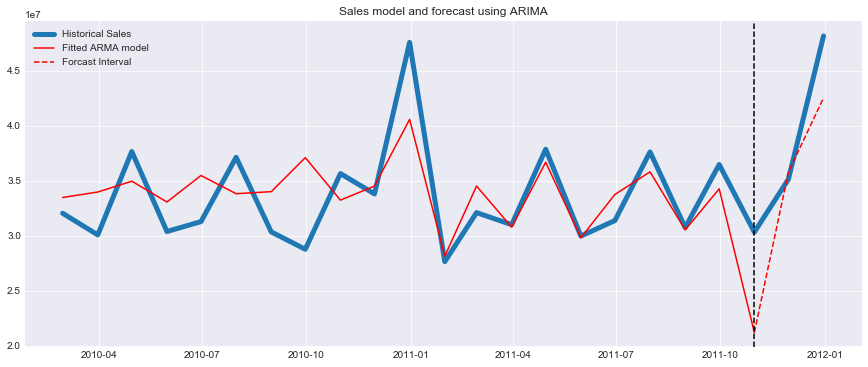 Sales model and forecast using ARIMA
1e7
Historical Sales
Fitted ARMA model
Forcast Interval
4.5
4.0
3.5
3.0
2.5
2.0
2010-04 2010-07 2010-10 2011-01 2011-04 2011-07 2011-10 2012-01